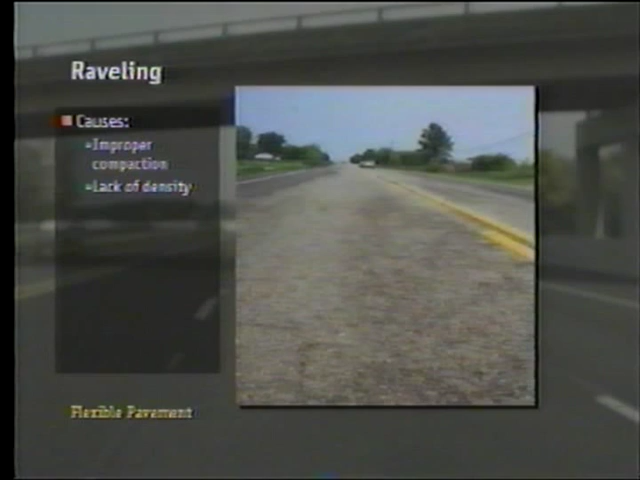 Raveling
Causes:
Improper
compaction
Lack of density
Flexible Pavement